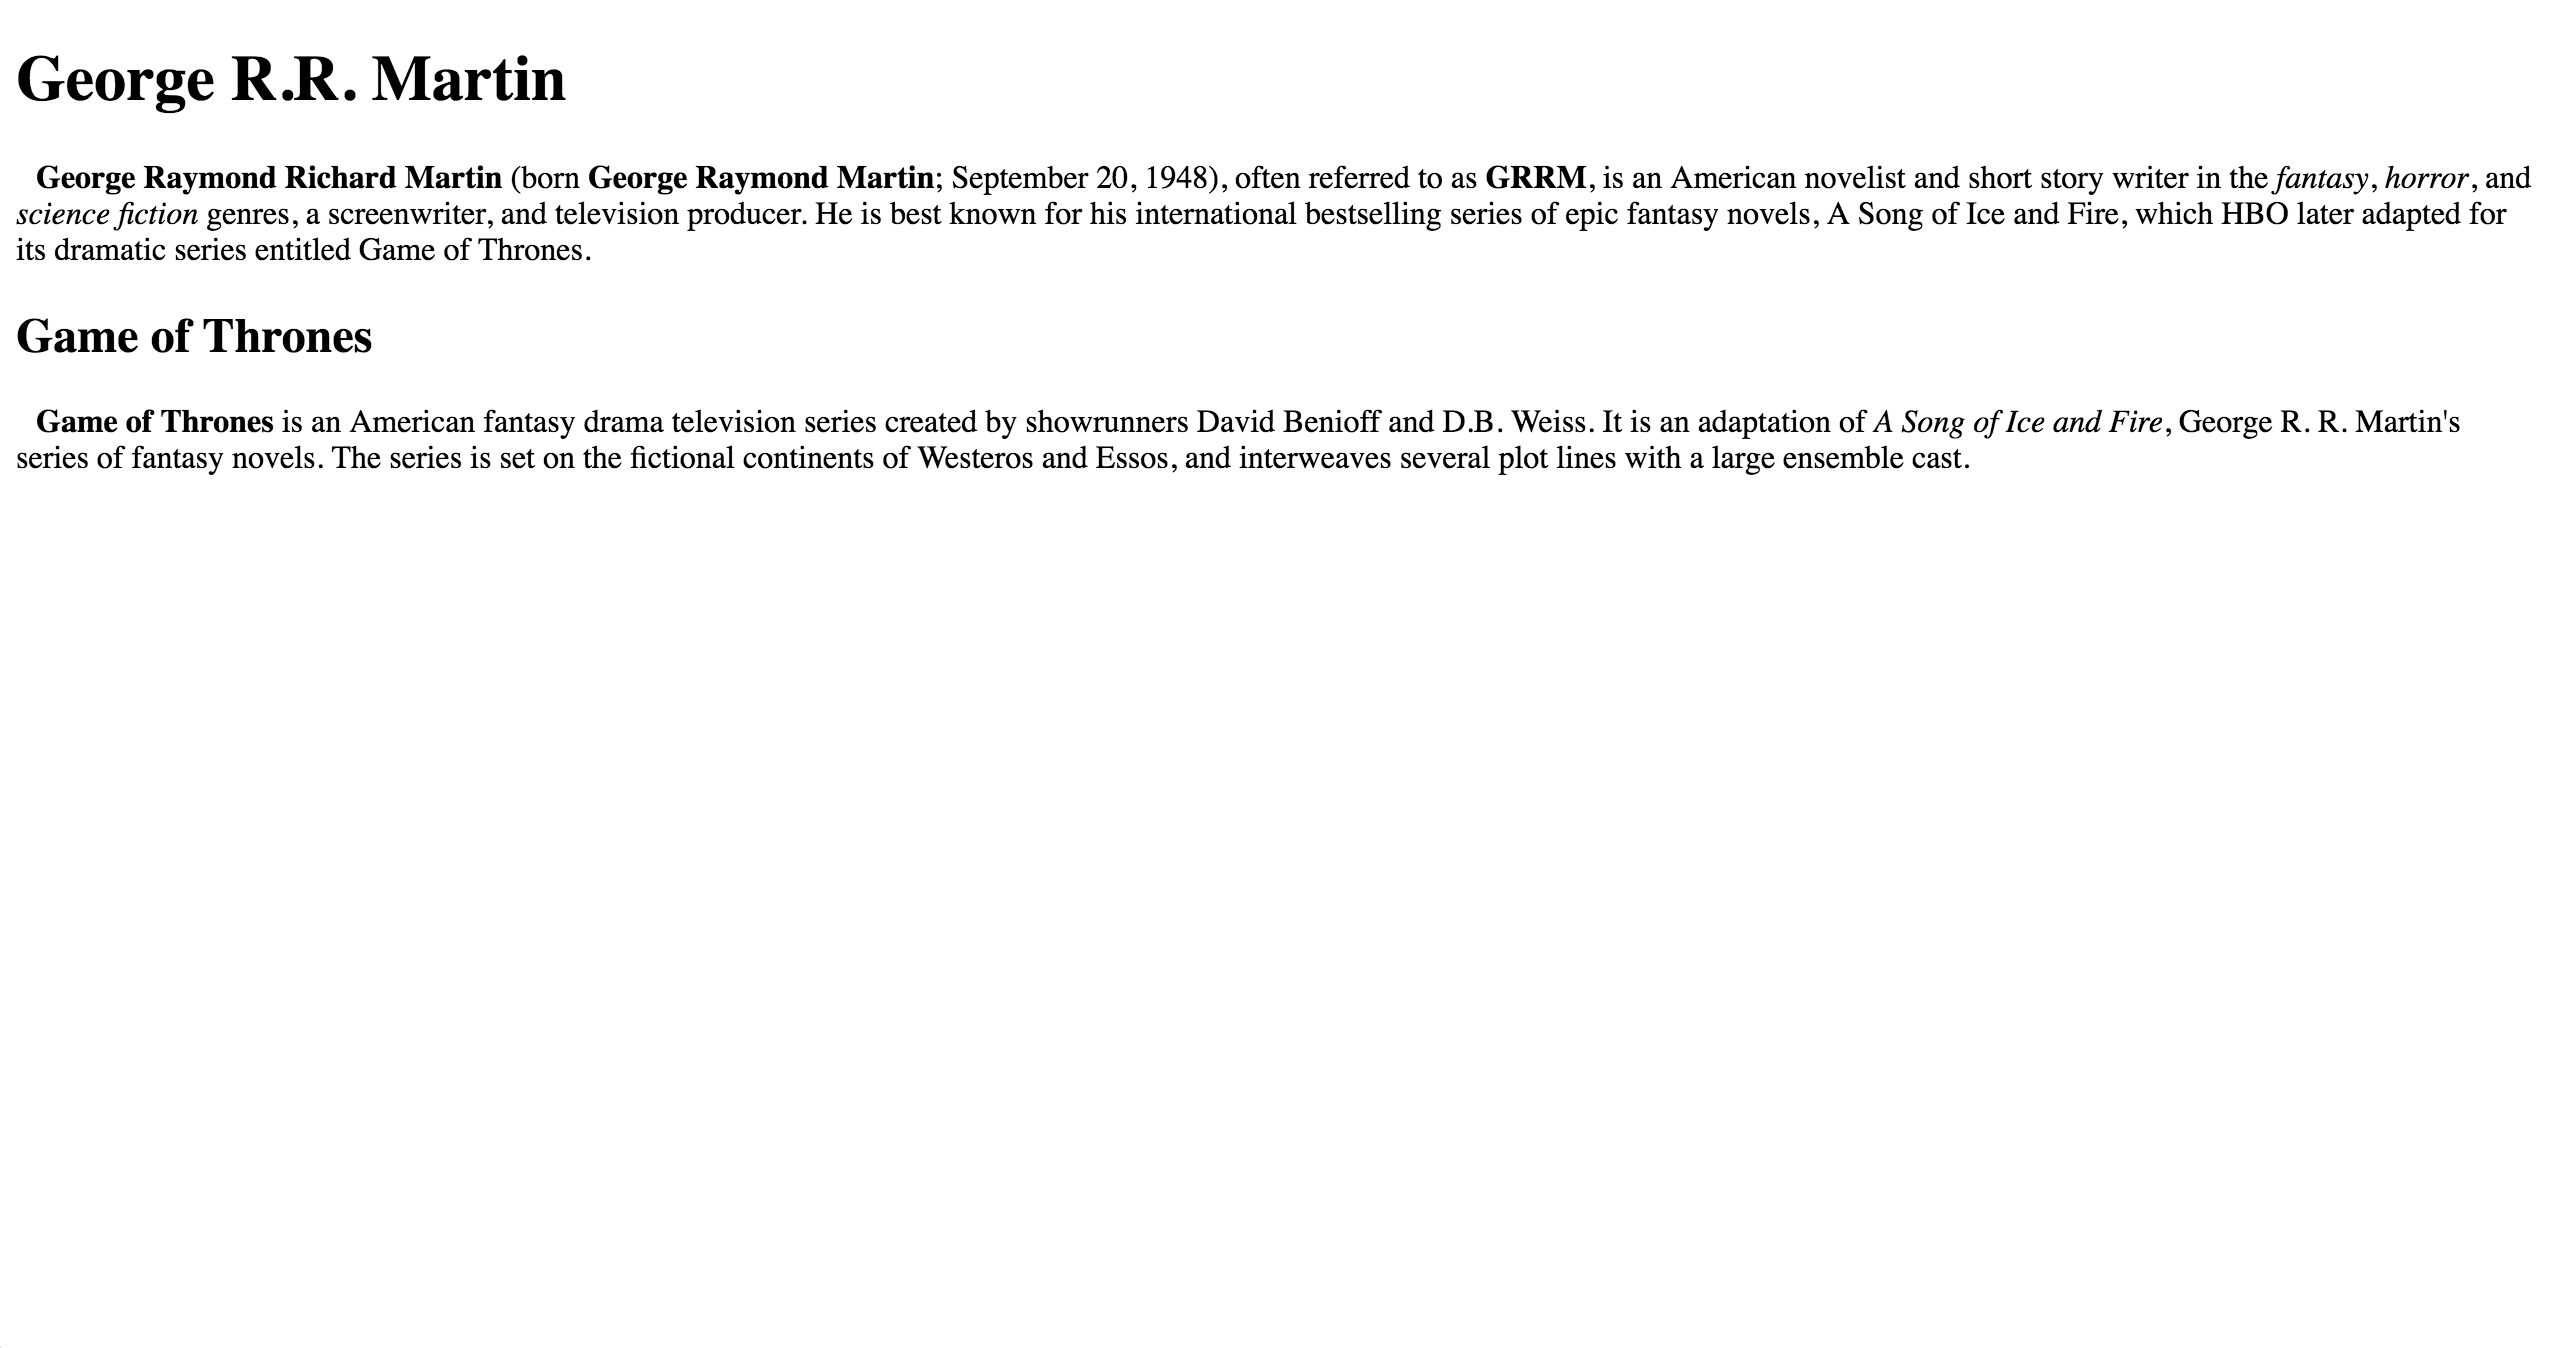 George R.R. Martin
George Raymond Richard Martin (born George Raymond Martin; September 20, 1948), often referred to as GRRM, is an American novelist and short story writer in the fantasy, horror, and
science fiction genres, a screenwriter, and television producer. He is best known for his international bestselling series of epic fantasy novels, A Song of Ice and Fire, which HBO later adapted for
its dramatic series entitled Game of Thrones.
Game of Thrones
Game of Thrones is an American fantasy drama television series created by showrunners David Benioff and D.B. Weiss. It is an adaptation of A Song of Ice and Fire, George R. R. Martin's
series of fantasy novels. The series is set on the fictional continents of Westeros and Essos, and interweaves several plot lines with a large ensemble cast.